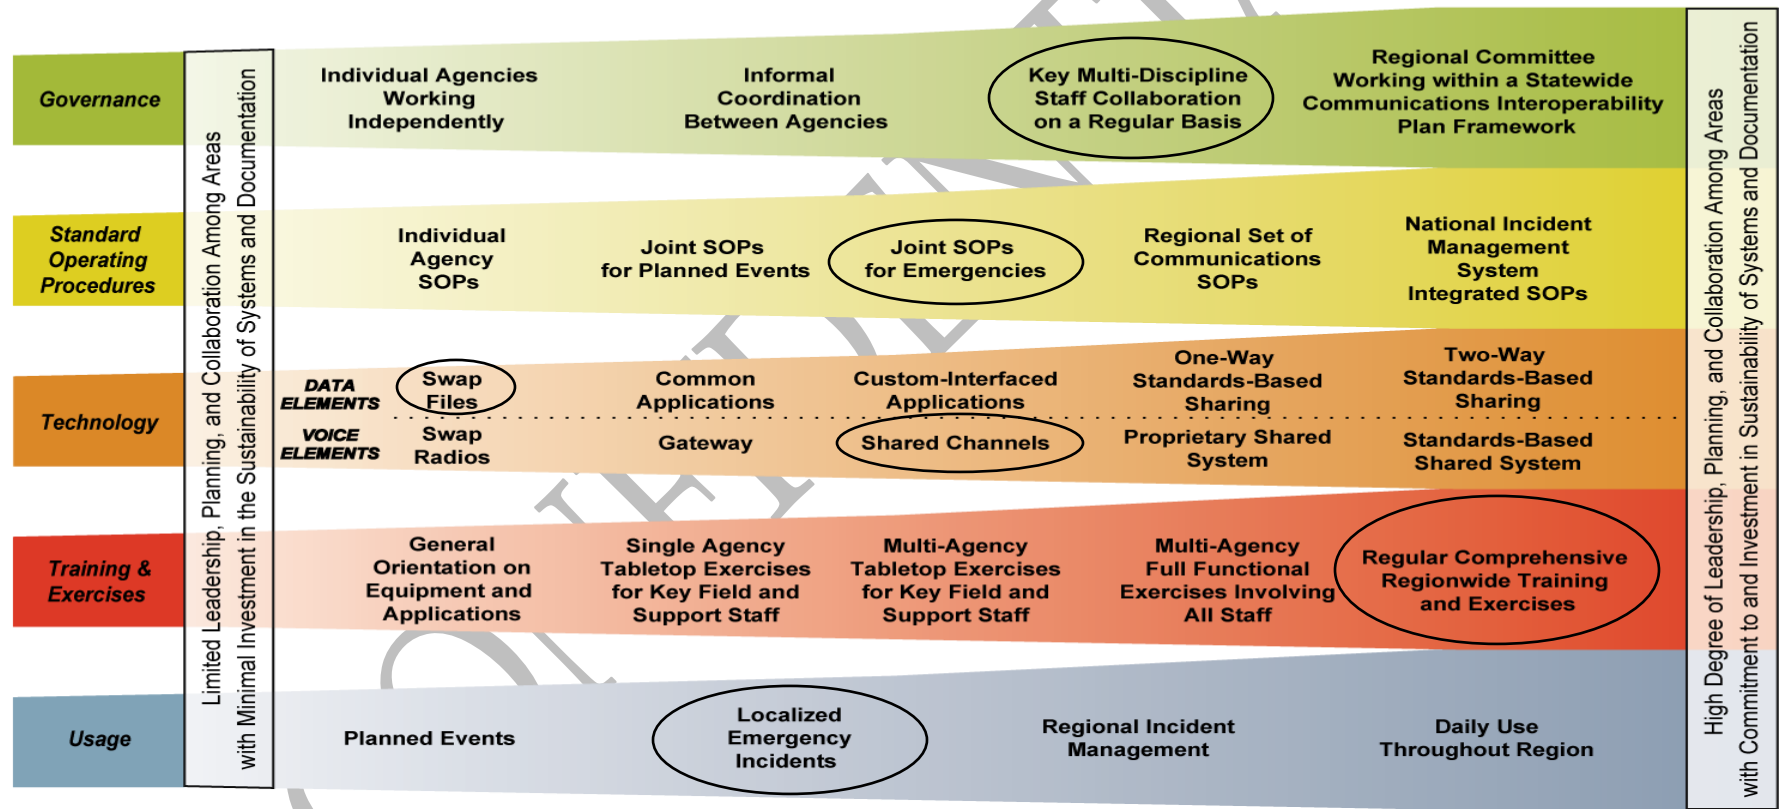 Governance
Individual Agencies
Working
Independently
Informal
Coordination
Between Agencies
Key Multi-Discipline
Staff Collaboration
on a Regular Basis
Regional Committee
Working within a Statewide
Communications Interoperability
Plan Framework
Standard
Operating
Procedures
Individual
Agency
SOPs
Joint SOPs
for Planned Events
Joint SOPs
for Emergencies
Regional Set of
Communications
SOPs
National Incident
Management
System
Integrated SOPs
Technology
DATA
ELEMENTS
Swap
Files
Common
Applications
Custom-Interfaced
Applications
One-Way
Standards-Based
Sharing
Two-Way
Standards-Based
Sharing
VOICE
ELEMENTS
Swap
Radios
Gateway
Shared Channels
Proprietary Shared
System
Standards-Based
Shared System
Training &
Exercises
General
Orientation on
Equipment and
Applications
Single Agency
Tabletop Exercises
for Key Field and
Support Staff
Multi-Agency
Tabletop Exercises
for Key Field and
Support Staff
Multi-Agency
Full Functional
Exercises Involving
All Staff
Regular Comprehensive
Regionwide Training
and Exercises
Usage
Planned Events
Localized
Emergency
Incidents
Regional Incident
Management
Daily Use
Throughout Region
Limited Leadership, Planning, and Collaboration Among Areas
with Minimal Investment in the Sustainability of Systems and Documentation
High Degree of Leadership, Planning, and Collaboration Among Areas
with Commitment to and Investment in Sustainability of Systems and Documentation